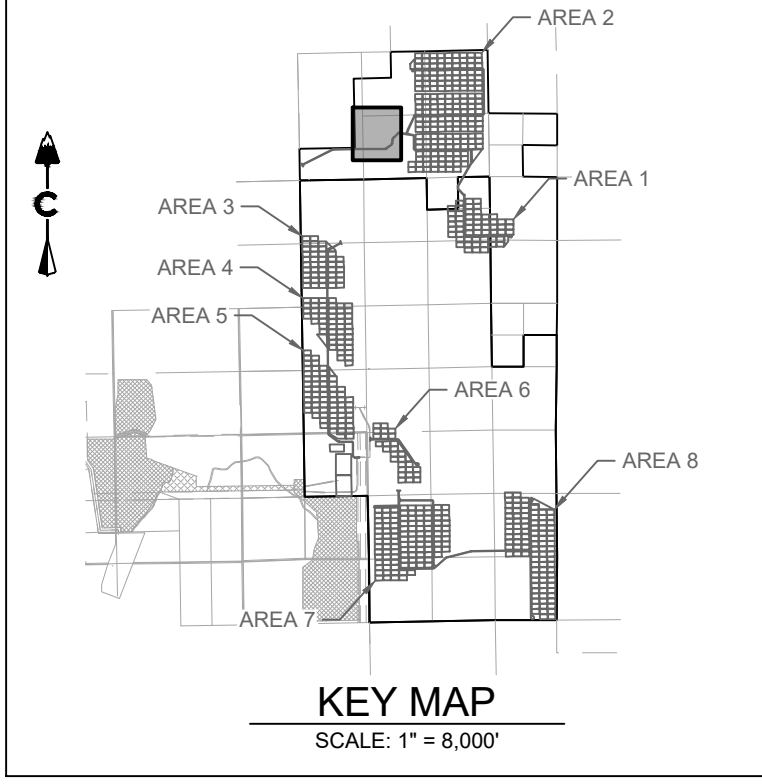 AREA 2
AREA 1
AREA 3
AREA 4
AREA 5
AREA 6
AREA 8
AREA 7
C
KEY MAP
SCALE: 1" = 8,000'